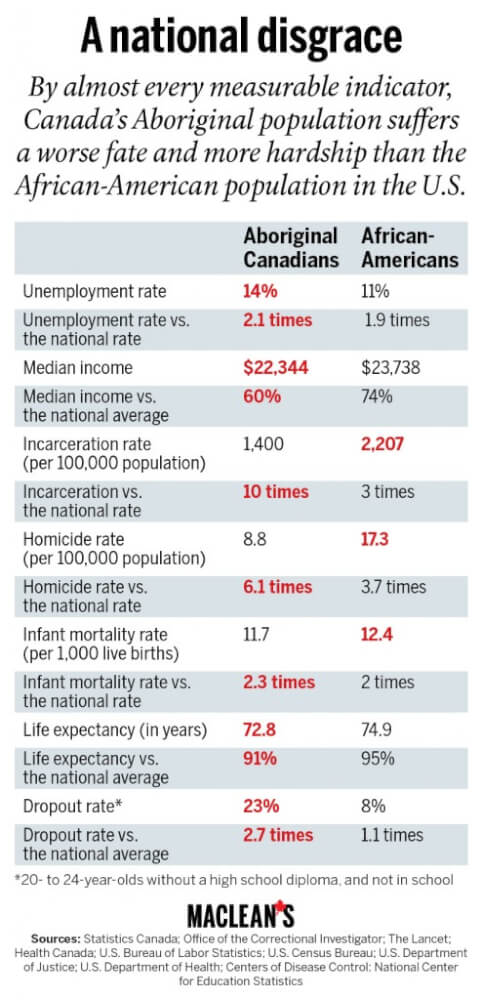 A national disgrace
By almost every measurable indicator,
Canada's Aboriginal population suffers
a worse fate and more hardship than the
African-American population in the U.S.
Aboriginal African-
Canadians Americans
Unemployment rate 14% 11%
Unemployment rate vs. 2.1 times 1.9 times
the national rate
Median income $22,344 $23,738
Median income vs. 60% 74%
the national average
Incarceration rate 1,400 2,207
(per 100,000 population)
Incarceration vs. 10 times 3 times
the national rate
Homicide rate 8.8 17.3
(per 100,000 population)
Homicide rate vs. 6.1 times 3.7 times
the national rate
Infant mortality rate 11.7 12.4
(per 1,000 live births)
Infant mortality rate vs. 2.3 times 2 times
the national rate
Life expectancy (in years) 72.8 74.9
Life expectancy vs. 91% 95%
the national average
Dropout rate* 23% 8%
Dropout rate vs. 2.7 times 1.1 times
the national average
*20- to 24-year-olds without a high school diploma, and not in school
MACLEAN'S
Sources: Statistics Canada; Office of the Correctional Investigator; The Lancet;
Health Canada; U.S. Bureau of Labor Statistics; U.S. Census Bureau; U.S. Department
of Justice; U.S. Department of Health; Centers of Disease Control: National Center
for Education Statistics